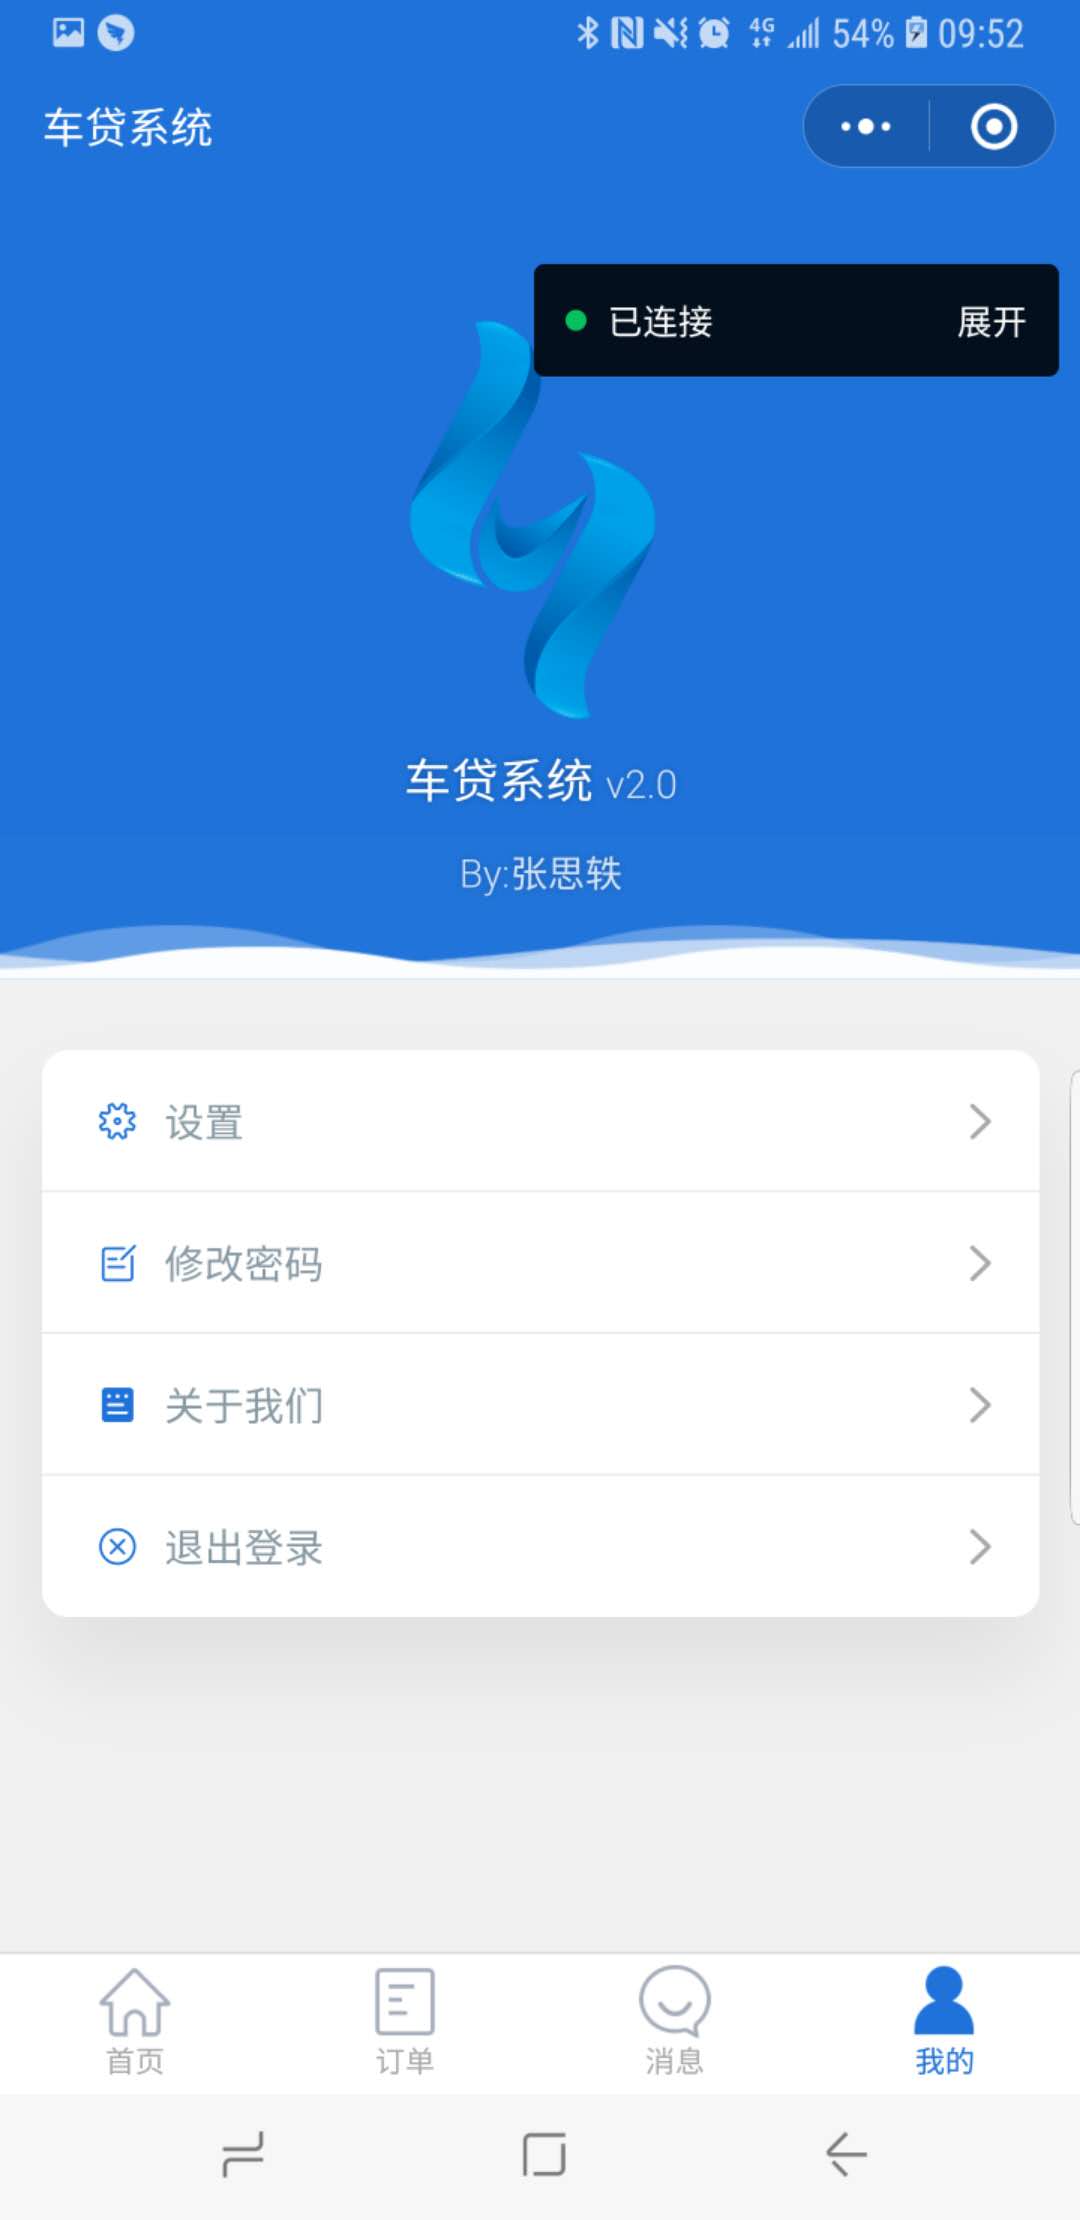 4G 54% 09:52
车贷系统
已连接 展开
车贷系统 v2.0
By:张思轶
设置
修改密码
关于我们
退出登录
首页 订单 消息 我的